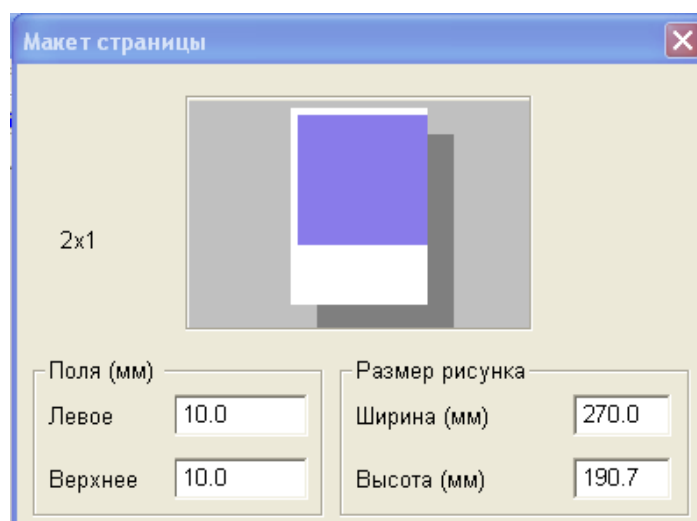 Макет страницы
2x1
Поля (мм)
Левое 10.0
Верхнее 10.0
Размер рисунка
Ширина (мм) 270.0
Высота (мм) 190.7